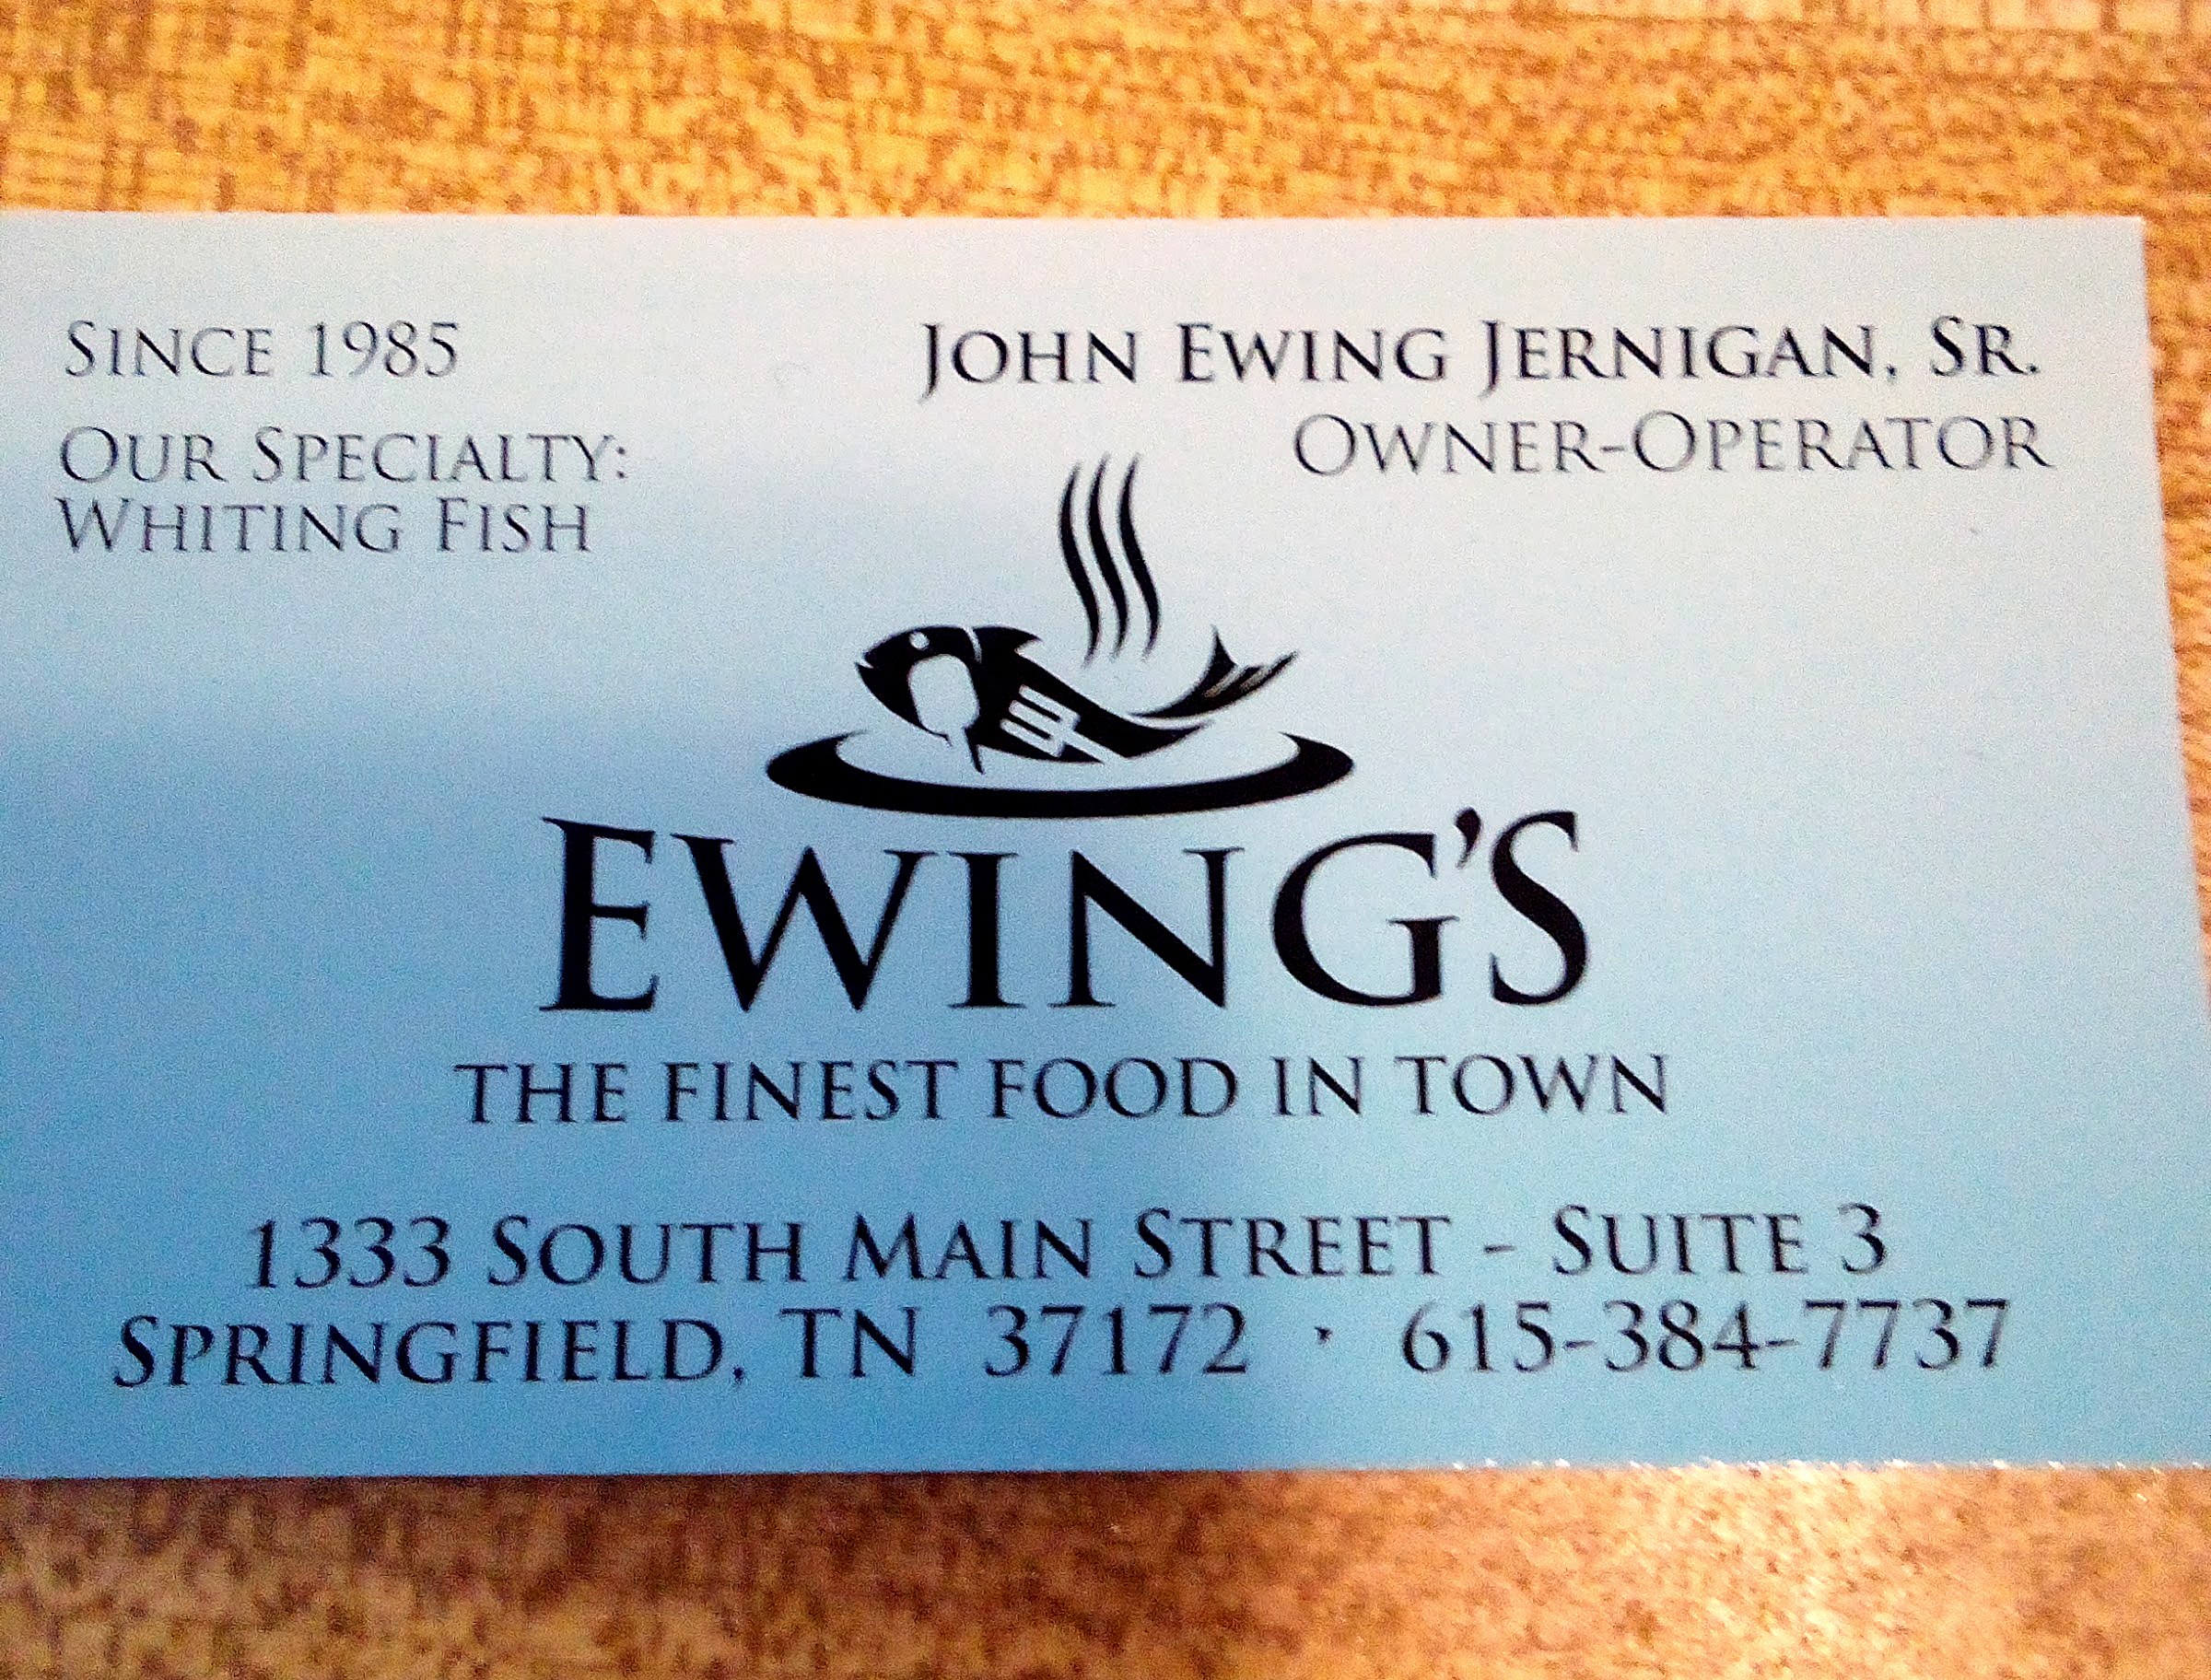 Since 1985
Our Specialty:
Whiting Fish
John Ewing Jernigan, Sr.
Owner-Operator
Ewing's
THE FINEST FOOD IN TOWN
1333 South Main Street - Suite 3
Springfield, TN 37172 · 615-384-7737